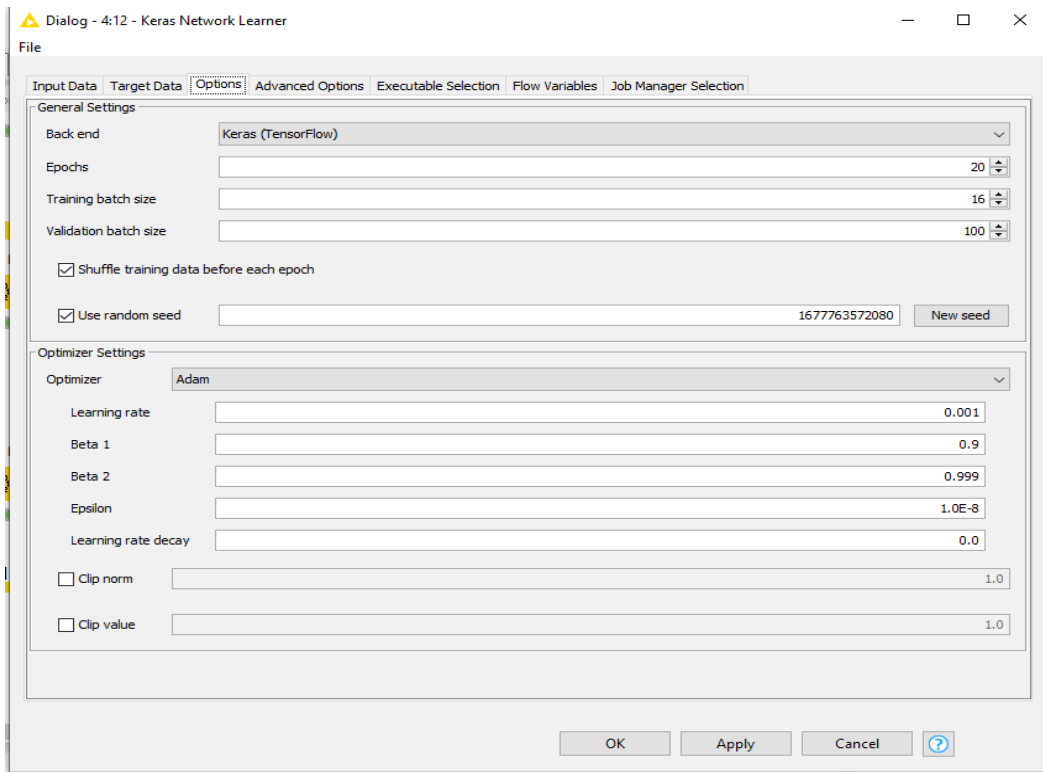 Dialog - 4:12 - Keras Network Learner
File
Input Data Target Data Options Advanced Options Executable Selection Flow Variables Job Manager Selection
General Settings
Back end Keras (TensorFlow)
Epochs 20
Training batch size 16
Validation batch size 100
Shuffle training data before each epoch
Use random seed 1677763572080 New seed
Optimizer Settings
Optimizer Adam
Learning rate 0.001
Beta 1 0.9
Beta 2 0.999
Epsilon 1.0E-8
Learning rate decay 0.0
Clip norm 1.0
Clip value 1.0
OK Apply Cancel ?